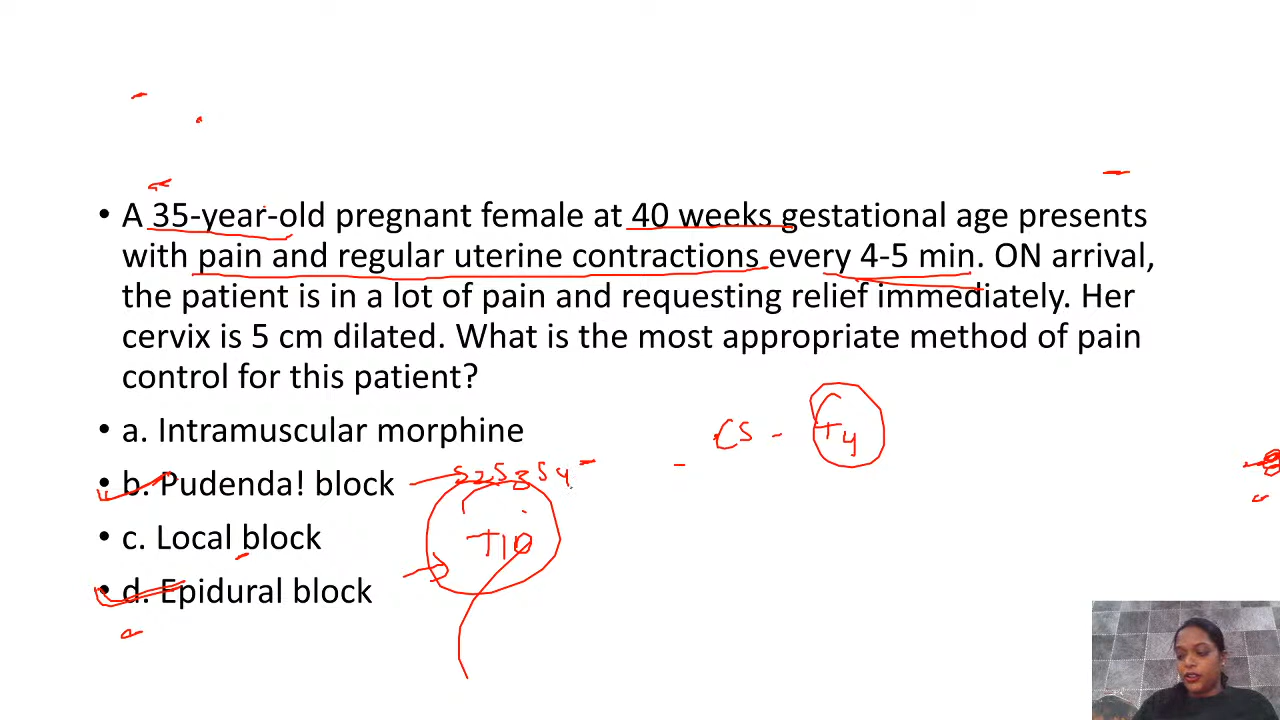 • A 35-year-old pregnant female at 40 weeks gestational age presents
with pain and regular uterine contractions every 4-5 min. ON arrival,
the patient is in a lot of pain and requesting relief immediately. Her
cervix is 5 cm dilated. What is the most appropriate method of pain
control for this patient?
• a. Intramuscular morphine
CS - T4
• b. Pudenda! block
S2 S3 S4
• c. Local block
T10
• d. Epidural block